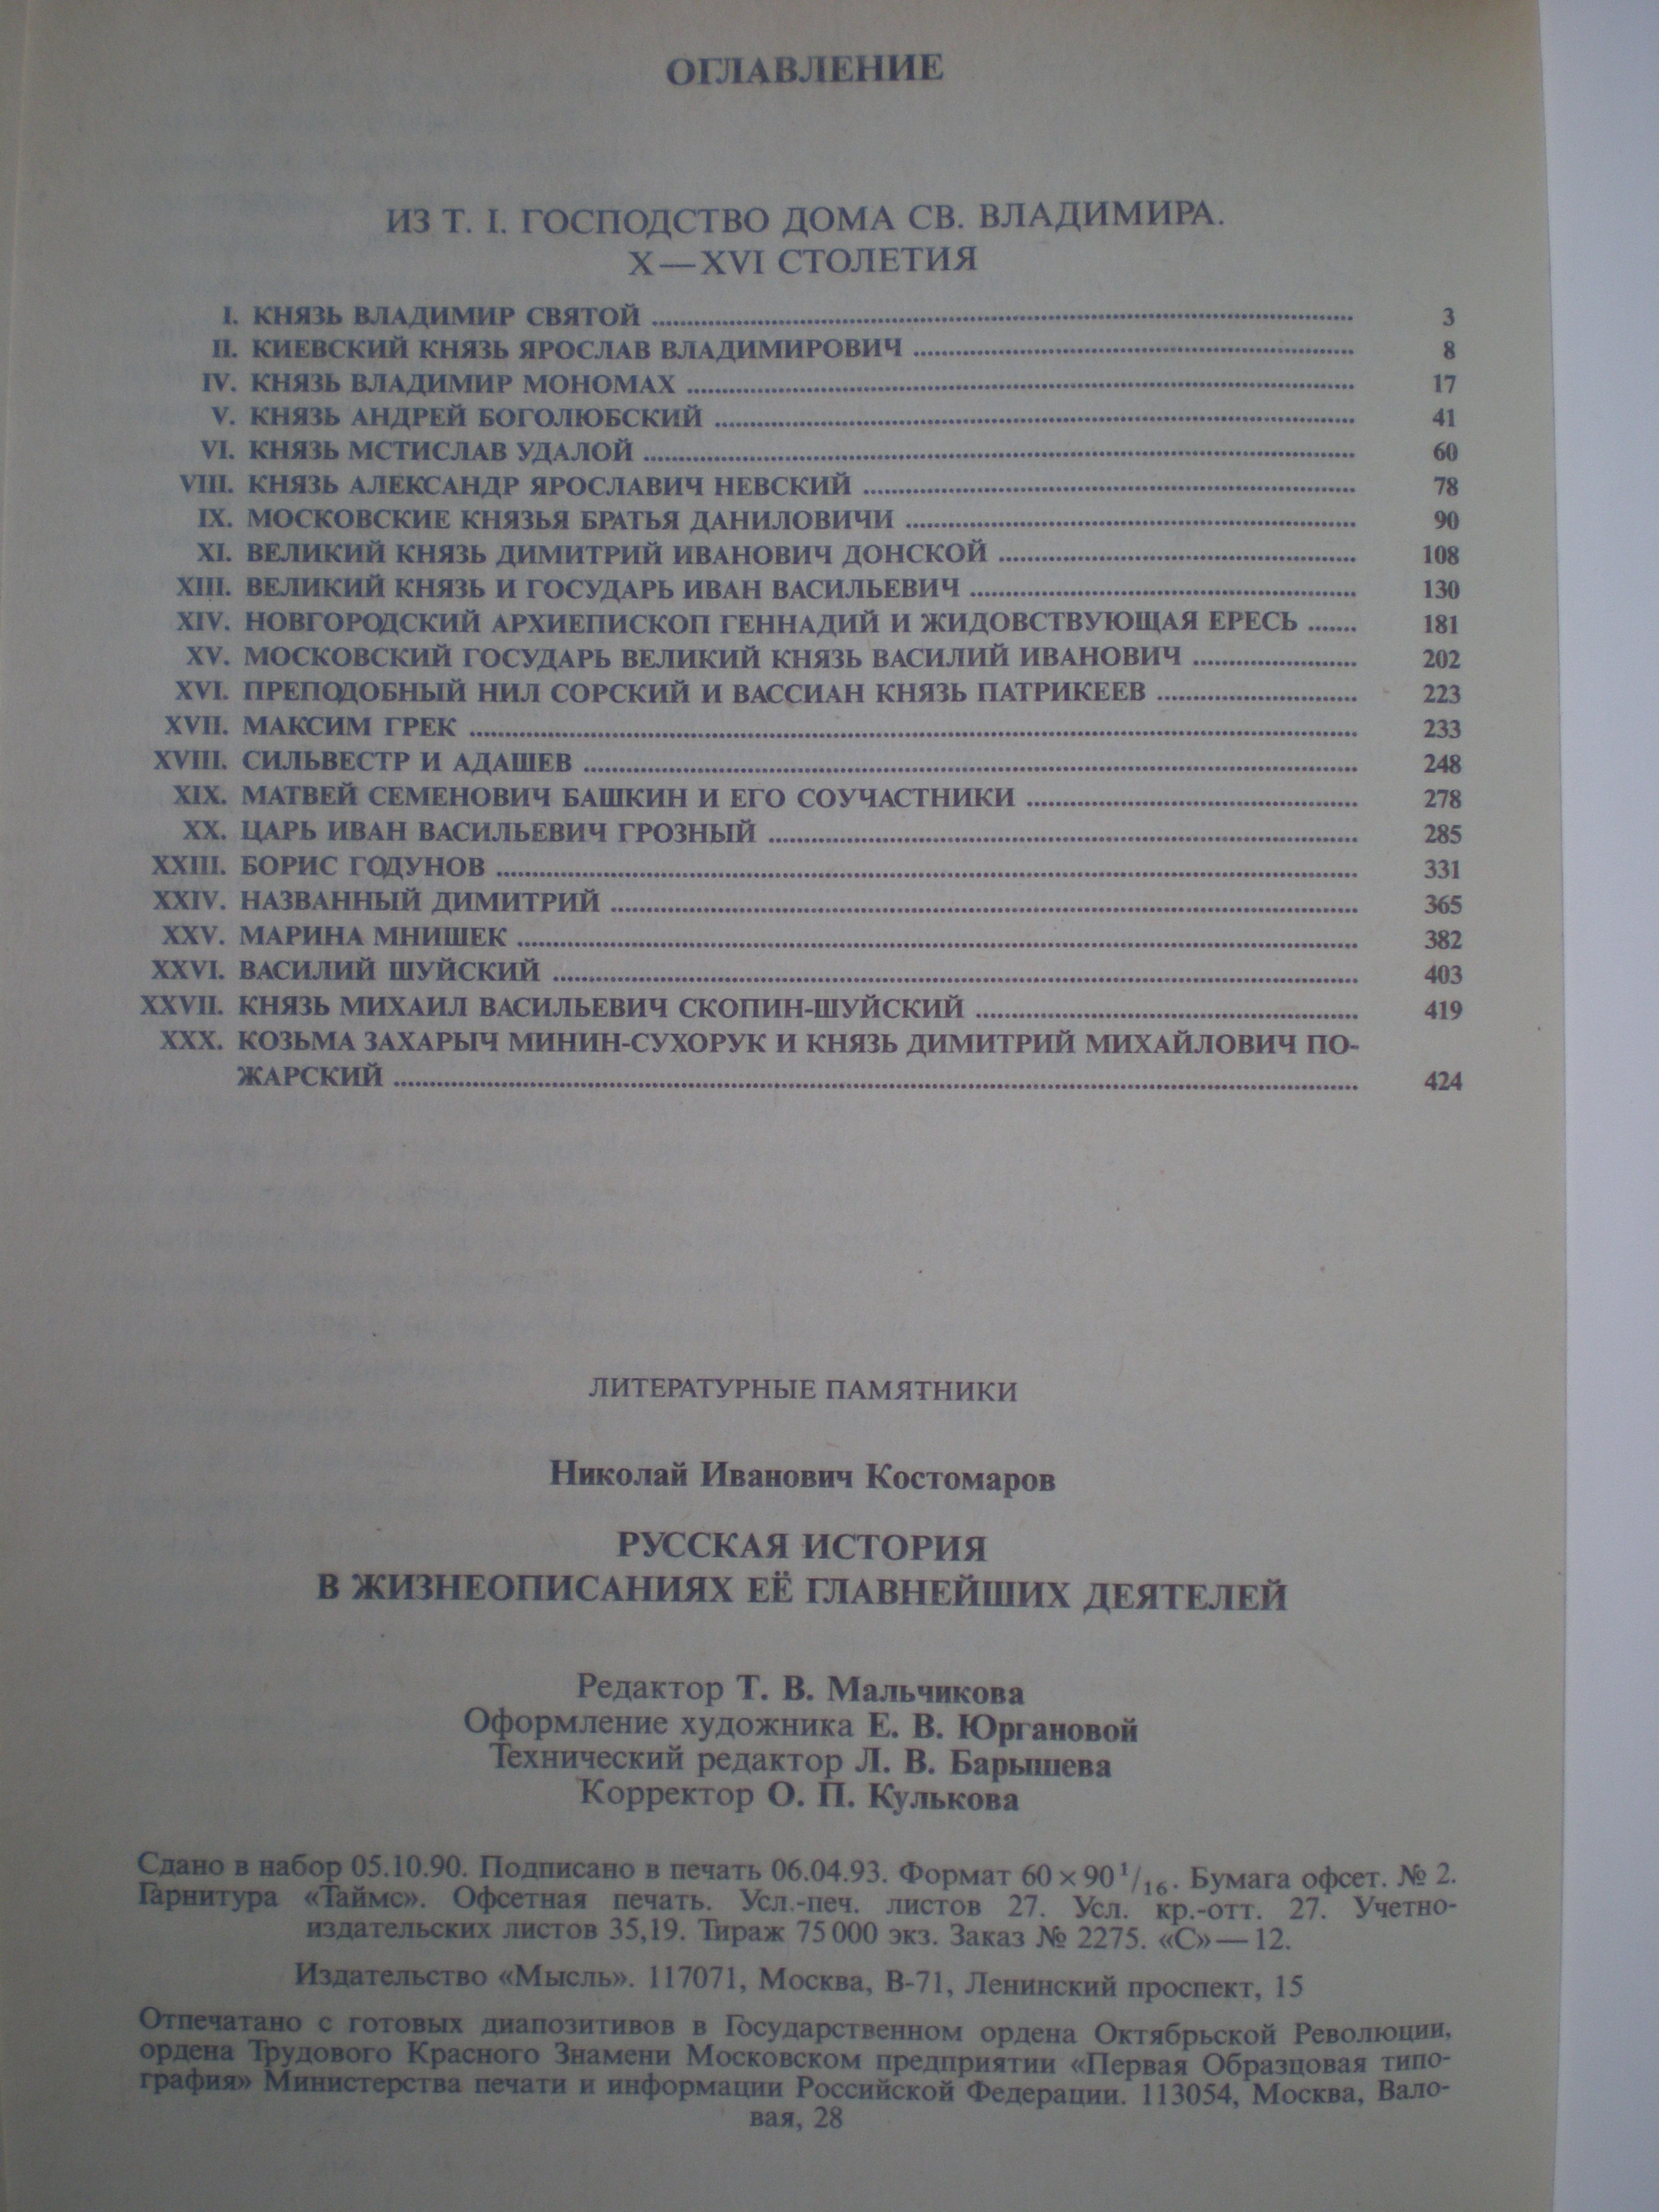 ОГЛАВЛЕНИЕ
ИЗ Т. I. ГОСПОДСТВО ДОМА СВ. ВЛАДИМИРА.
X—XVI СТОЛЕТИЯ
I. КНЯЗЬ ВЛАДИМИР СВЯТОЙ 3
II. КИЕВСКИЙ КНЯЗЬ ЯРОСЛАВ ВЛАДИМИРОВИЧ 8
IV. КНЯЗЬ ВЛАДИМИР МОНОМАХ 17
V. КНЯЗЬ АНДРЕЙ БОГОЛЮБСКИЙ 41
VI. КНЯЗЬ МСТИСЛАВ УДАЛОЙ 60
VIII. КНЯЗЬ АЛЕКСАНДР ЯРОСЛАВИЧ НЕВСКИЙ 78
IX. МОСКОВСКИЕ КНЯЗЬЯ БРАТЬЯ ДАНИЛОВИЧИ 90
XI. ВЕЛИКИЙ КНЯЗЬ ДИМИТРИЙ ИВАНОВИЧ ДОНСКОЙ 108
XIII. ВЕЛИКИЙ КНЯЗЬ И ГОСУДАРЬ ИВАН ВАСИЛЬЕВИЧ 130
XIV. НОВГОРОДСКИЙ АРХИЕПИСКОП ГЕННАДИЙ И ЖИДОВСТВУЮЩАЯ ЕРЕСЬ 181
XV. МОСКОВСКИЙ ГОСУДАРЬ ВЕЛИКИЙ КНЯЗЬ ВАСИЛИЙ ИВАНОВИЧ 202
XVI. ПРЕПОДОБНЫЙ НИЛ СОРСКИЙ И ВАССИАН КНЯЗЬ ПАТРИКЕЕВ 223
XVII. МАКСИМ ГРЕК 233
XVIII. СИЛЬВЕСТР И АДАШЕВ 248
XIX. МАТВЕЙ СЕМЕНОВИЧ БАШКИН И ЕГО СОУЧАСТНИКИ 278
XX. ЦАРЬ ИВАН ВАСИЛЬЕВИЧ ГРОЗНЫЙ 285
XXIII. БОРИС ГОДУНОВ 331
XXIV. НАЗВАННЫЙ ДИМИТРИЙ 365
XXV. МАРИНА МНИШЕК 382
XXVI. ВАСИЛИЙ ШУЙСКИЙ 403
XXVII. КНЯЗЬ МИХАИЛ ВАСИЛЬЕВИЧ СКОПИН-ШУЙСКИЙ 419
XXX. КОЗЬМА ЗАХАРЫЧ МИНИН-СУХОРУК И КНЯЗЬ ДИМИТРИЙ МИХАЙЛОВИЧ ПО-
ЖАРСКИЙ 424
ЛИТЕРАТУРНЫЕ ПАМЯТНИКИ
Николай Иванович Костомаров
РУССКАЯ ИСТОРИЯ
В ЖИЗНЕОПИСАНИЯХ ЕЁ ГЛАВНЕЙШИХ ДЕЯТЕЛЕЙ
Редактор Т. В. Мальчикова
Оформление художника Е. В. Юргановой
Технический редактор Л. В. Барышева
Корректор О. П. Кулькова
Сдано в набор 05.10.90. Подписано в печать 06.04.93. Формат 60×90 1/16. Бумага офсет. № 2.
Гарнитура «Таймс». Офсетная печать. Усл.-печ. листов 27. Усл. кр.-отт. 27. Учетно-
издательских листов 35,19. Тираж 75 000 экз. Заказ № 2275. «С»—12.
Издательство «Мысль». 117071, Москва, В-71, Ленинский проспект, 15
Отпечатано с готовых диапозитивов в Государственном ордена Октябрьской Революции,
ордена Трудового Красного Знамени Московском предприятии «Первая Образцовая типо-
графия» Министерства печати и информации Российской Федерации. 113054, Москва, Вало-
вая, 28